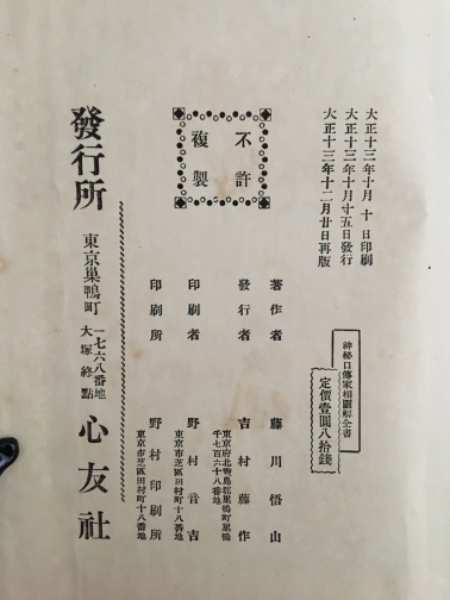 大正十三年十月十日印刷
大正十三年十月廿五日發行
大正十三年十二月廿日再版
神秘口傳家相圖解全書
定價壹圓八拾錢
不許
複製
著作者 藤川悟山
東京府北豐島郡巢鴨町巢鴨
千七百六十八番地
發行者 吉村藤作
東京市芝區田村町十八番地
印刷者 野村音吉
東京市芝區田村町十八番地
印刷所 野村印刷所
發行所 東京巢鴨町
一七六八番地
大塚終點
心友社